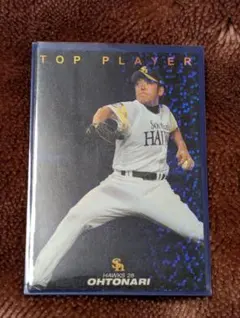 TOP PLAYER
SOFTBANK
HAWKS
HAWKS 28
OHTONARI